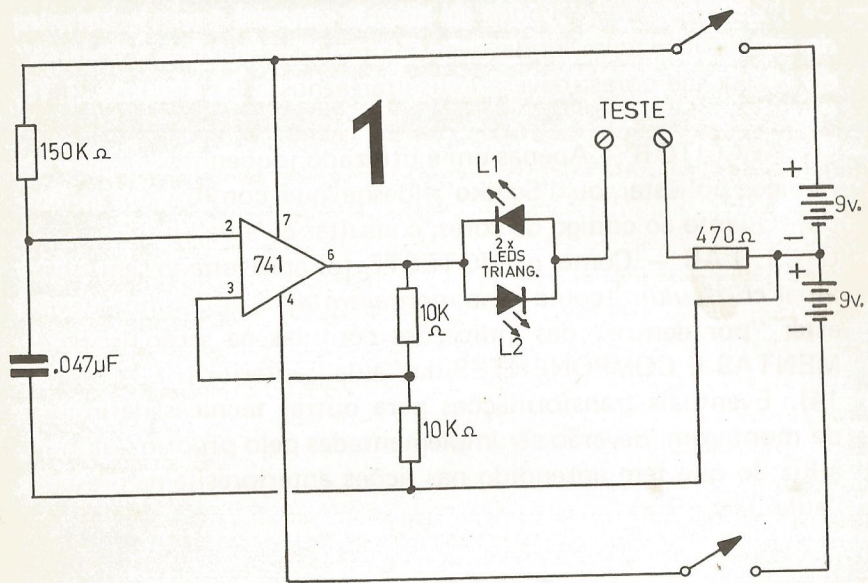 1
TESTE
L1
150K Ω
2
7
741
6
3
4
2 x
LEDS
TRIANG.
L2
+
9v.
470Ω
–
+
9v.
10K
Ω
.047µF
10KΩ